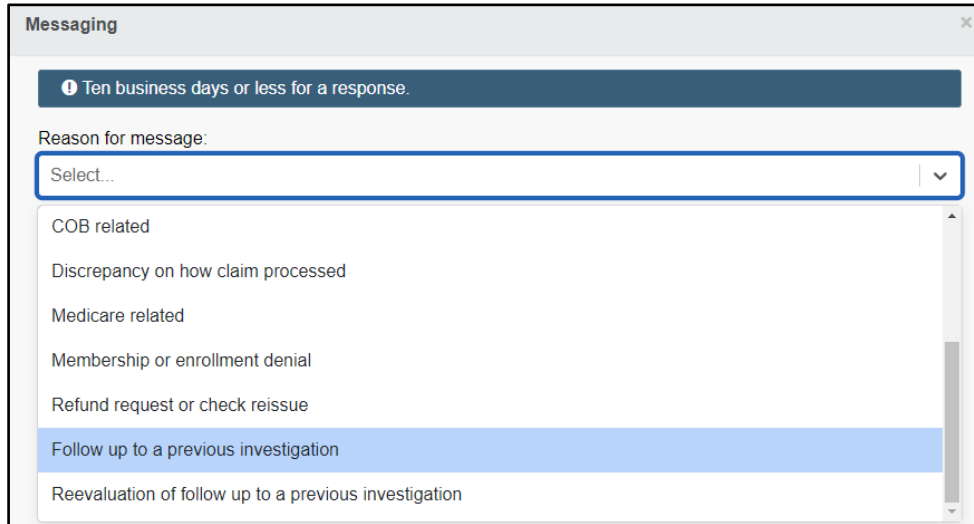 Messaging
Ten business days or less for a response.
Reason for message:
Select...
COB related
Discrepancy on how claim processed
Medicare related
Membership or enrollment denial
Refund request or check reissue
Follow up to a previous investigation
Reevaluation of follow up to a previous investigation